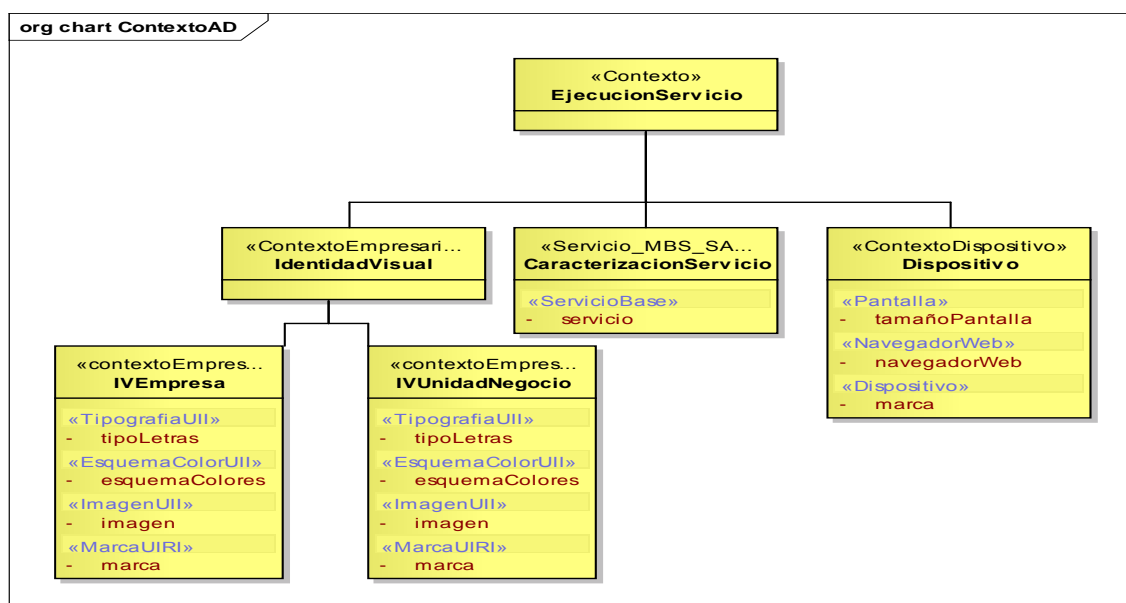 org chart ContextoAD
«Contexto»
EjecucionServicio
«ContextoEmpresari...
IdentidadVisual
«Servicio_MBS_SA...
CaracterizacionServicio
«ServicioBase»
- servicio
«ContextoDispositivo»
Dispositivo
«Pantalla»
- tamañoPantalla
«NavegadorWeb»
- navegadorWeb
«Dispositivo»
- marca
«contextoEmpres...
IVEmpresa
«TipografiaUII»
- tipoLetras
«EsquemaColorUII»
- esquemaColores
«ImagenUII»
- imagen
«MarcaUIRI»
- marca
«contextoEmpres...
IVUnidadNegocio
«TipografiaUII»
- tipoLetras
«EsquemaColorUII»
- esquemaColores
«ImagenUII»
- imagen
«MarcaUIRI»
- marca